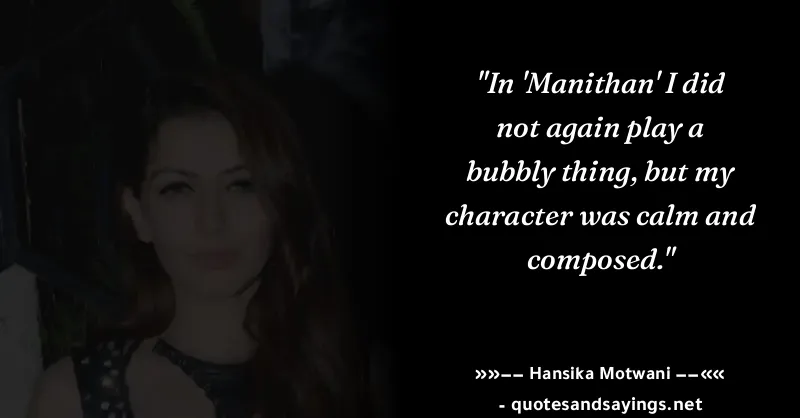 "In 'Manithan' I did
not again play a
bubbly thing, but my
character was calm and
composed."
»»−− Hansika Motwani −−««
- quotesandsayings.net